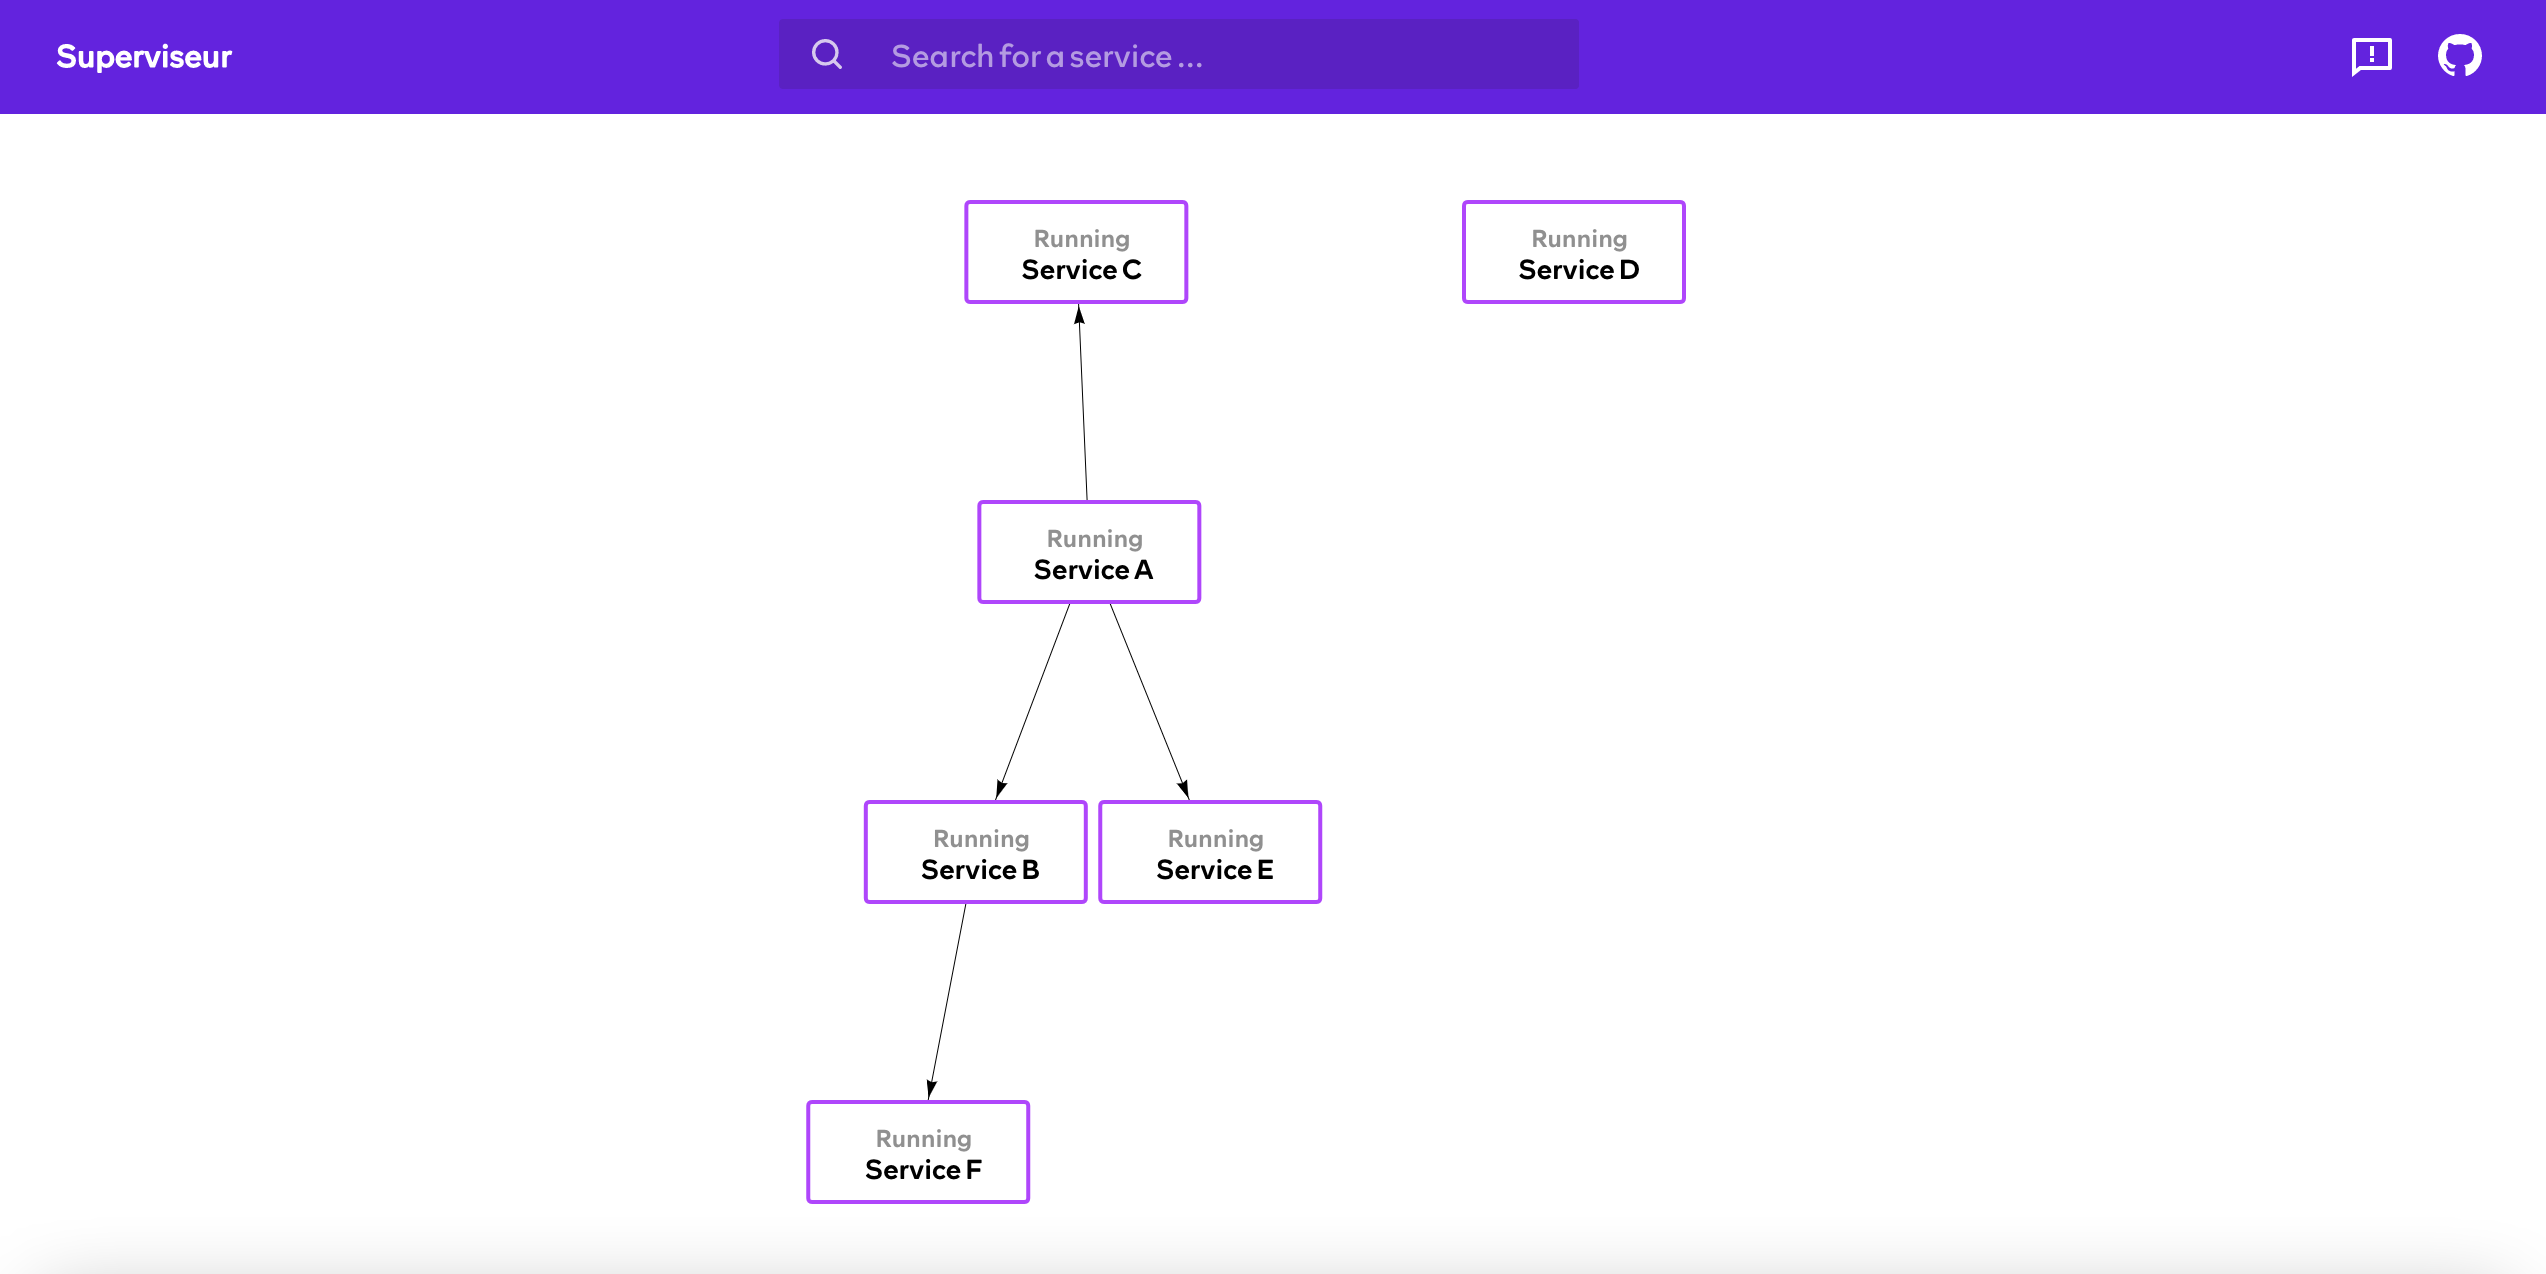 Superviseur
Search for a service ...
Running
Service C
Running
Service D
Running
Service A
Running
Service B
Running
Service E
Running
Service F